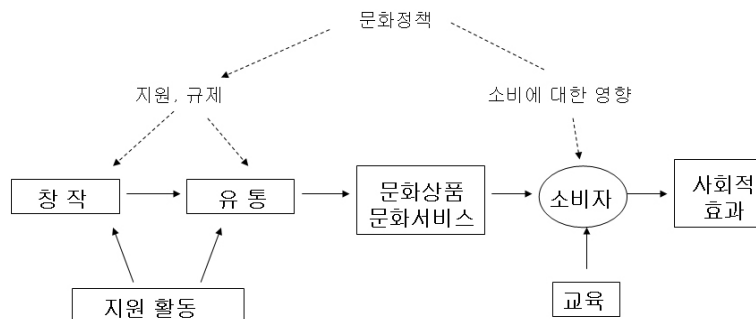 문화정책
지원, 규제
소비에 대한 영향
창 작
유 통
문화상품
문화서비스
소비자
사회적
효과
지원 활동
교육